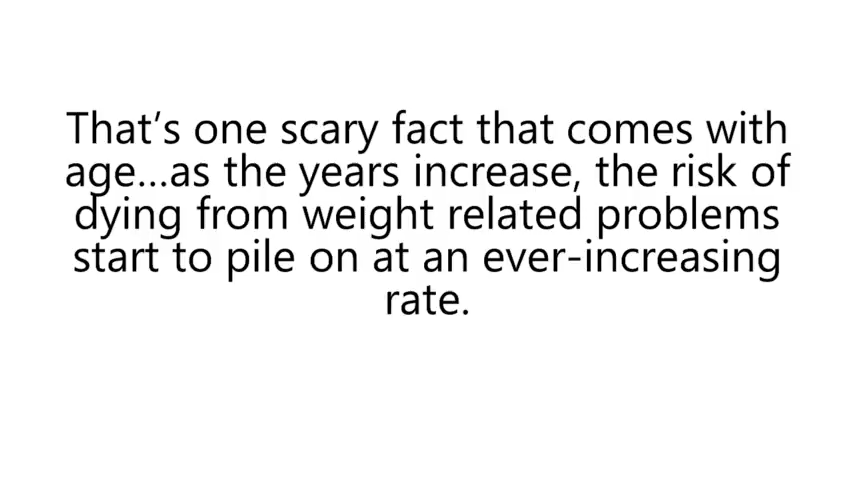 That’s one scary fact that comes with
age...as the years increase, the risk of
dying from weight related problems
start to pile on at an ever-increasing
rate.